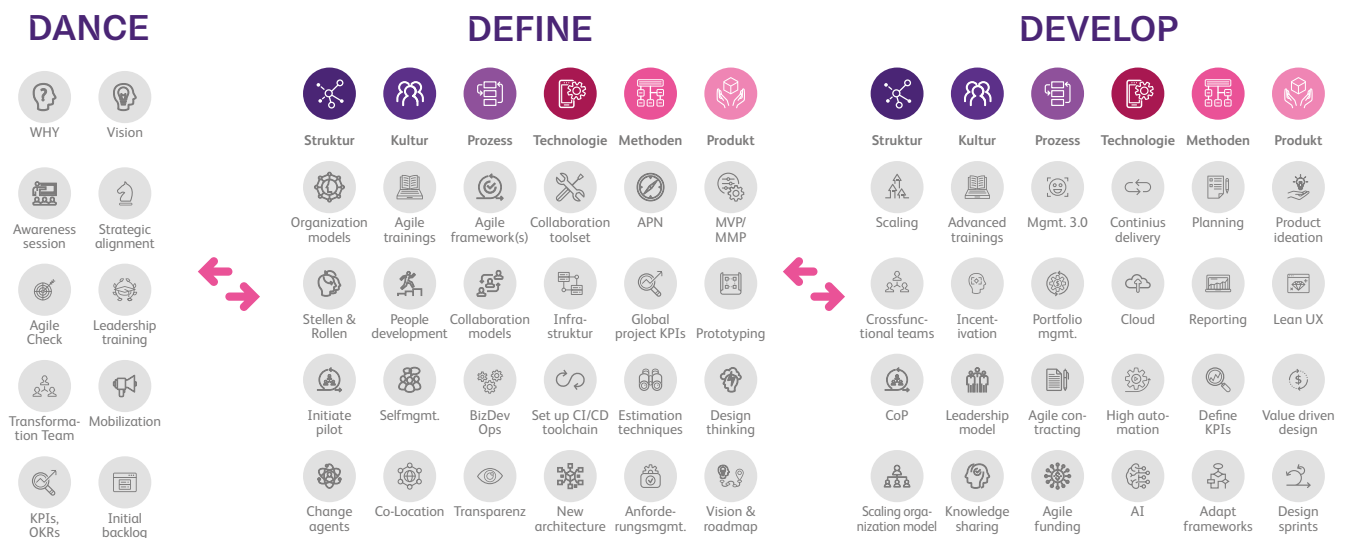 DANCE
WHY
Vision
Awareness
session
Strategic
alignment
Agile
Check
Leadership
training
Transforma-
tion Team
Mobilization
KPIs,
OKRs
Initial
backlog
DEFINE
Struktur
Kultur
Prozess
Technologie
Methoden
Produkt
Organization
models
Agile
trainings
Agile
framework(s)
Collaboration
toolset
APN
MVP/
MMP
Stellen &
Rollen
People
development
Collaboration
models
Infra-
struktur
Global
project KPIs
Prototyping
Initiate
pilot
Selfmgmt.
BizDev
Ops
Set up CI/CD
toolchain
Estimation
techniques
Design
thinking
Change
agents
Co-Location
Transparenz
New
architecture
Anforde-
rungsmgmt.
Vision &
roadmap
DEVELOP
Struktur
Kultur
Prozess
Technologie
Methoden
Produkt
Scaling
Advanced
trainings
Mgmt. 3.0
Continius
delivery
Planning
Product
ideation
Crossfunc-
tional teams
Incent-
ivation
Portfolio
mgmt.
Cloud
Reporting
Lean UX
CoP
Leadership
model
Agile con-
tracting
High auto-
mation
Define
KPIs
Value driven
design
Scaling orga-
nization model
Knowledge
sharing
Agile
funding
AI
Adapt
frameworks
Design
sprints